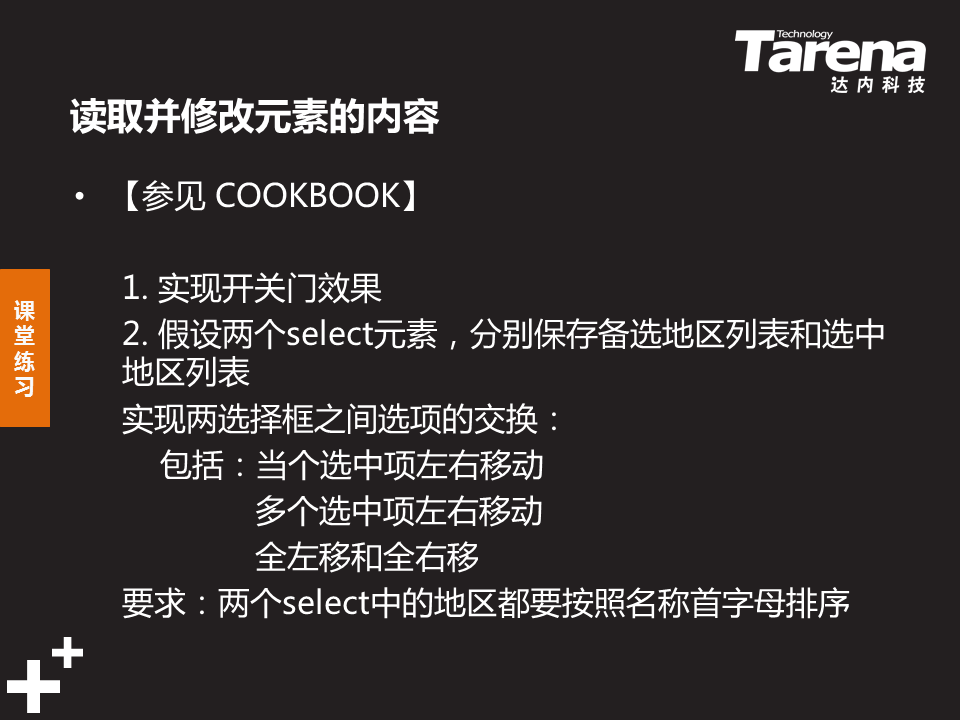 Technology
Tarena
达内科技
读取并修改元素的内容
• 【参见 COOKBOOK】
1. 实现开关门效果
2. 假设两个select元素，分别保存备选地区列表和选中
地区列表
实现两选择框之间选项的交换：
包括：当个选中项左右移动
多个选中项左右移动
全左移和全右移
要求：两个select中的地区都要按照名称首字母排序
课
堂
练
习